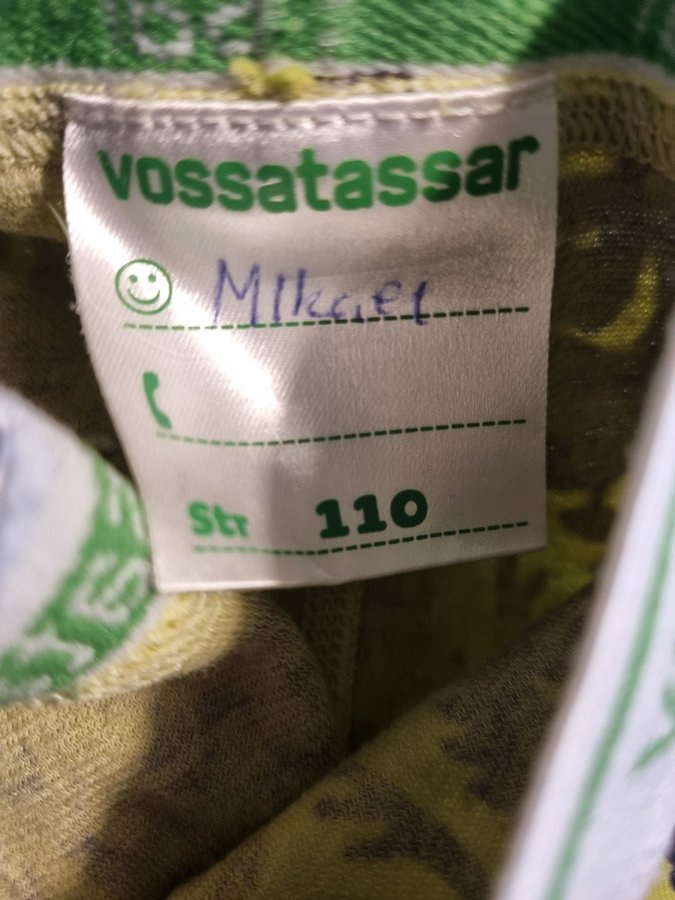 vossatassar
Mikael
Str 110